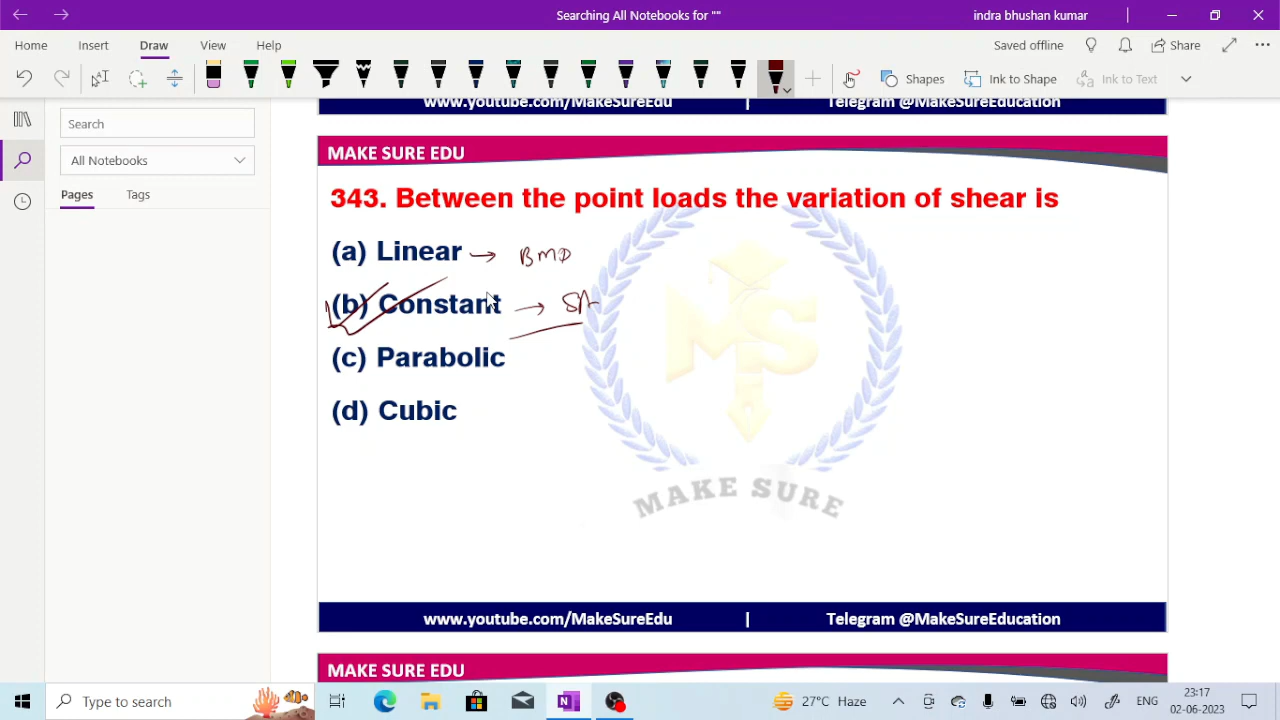 Searching All Notebooks for ""
indra bhushan kumar
Home Insert Draw View Help
Saved offline
Share
Shapes
Ink to Shape
Ink to Text
www.youtube.com/MakeSureEdu | Telegram @MakeSureEducation
Search
All Notebooks
Pages Tags
MAKE SURE EDU
343. Between the point loads the variation of shear is
(a) Linear → BMD
(b) Constant →
(c) Parabolic
(d) Cubic
MS
MAKE SURE
www.youtube.com/MakeSureEdu | Telegram @MakeSureEducation
MAKE SURE EDU
Type to search
27°C Haze
ENG
23:17
02-06-2023